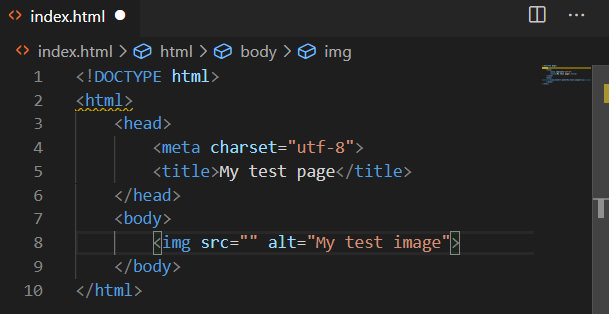 <> index.html
index.html > html > body > img
1 <!DOCTYPE html>
2 <html>
3 <head>
4 <meta charset="utf-8">
5 <title>My test page</title>
6 </head>
7 <body>
8 <img src="" alt="My test image">
9 </body>
10 </html>